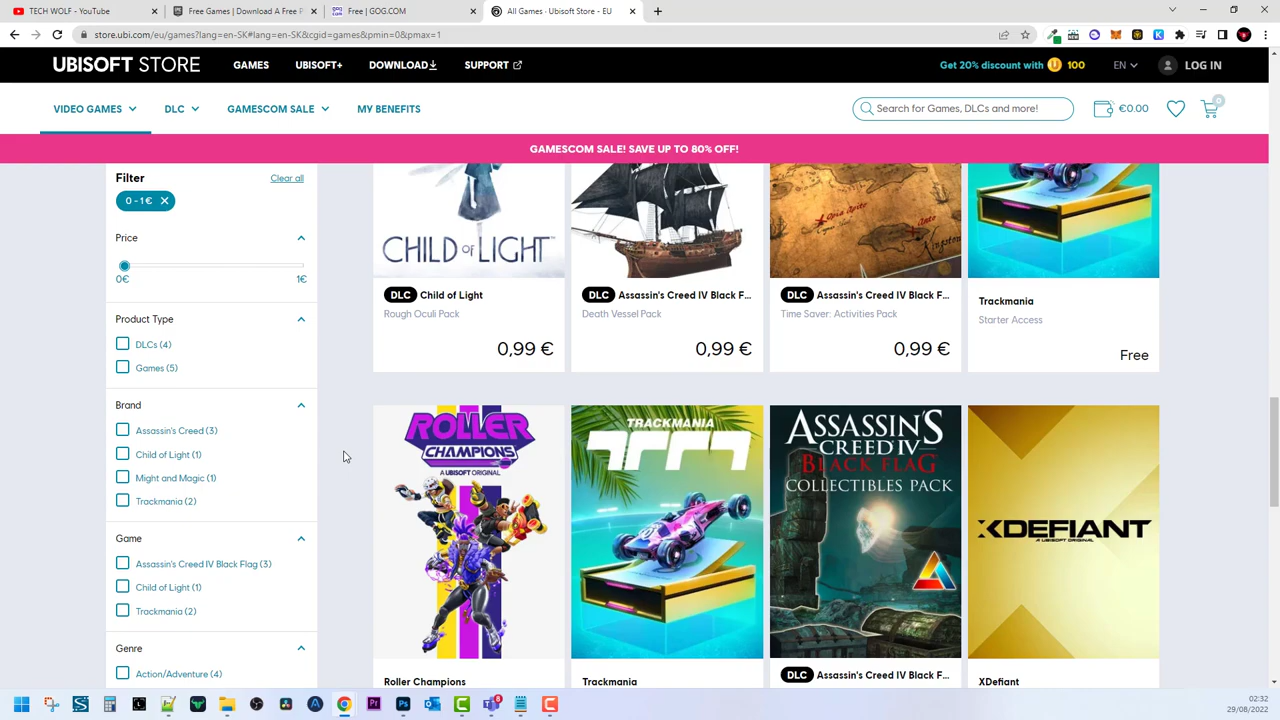 TECH WOLF - YouTube
Free Games | Download A Free P
Free | GOG.COM
All Games - Ubisoft Store - EU
store.ubi.com/eu/games?lang=en-SK#lang=en-SK&cgid=games&pmin=0&pmax=1
UBISOFT STORE
GAMES
UBISOFT+
DOWNLOAD
SUPPORT
Get 20% discount with 100
EN
LOG IN
VIDEO GAMES
DLC
GAMESCOM SALE
MY BENEFITS
Search for Games, DLCs and more!
€0.00
0
GAMESCOM SALE! SAVE UP TO 80% OFF!
Filter
Clear all
0 - 1 €
Price
0€
1€
Product Type
DLCs (4)
Games (5)
Brand
Assassin's Creed (3)
Child of Light (1)
Might and Magic (1)
Trackmania (2)
Game
Assassin's Creed IV Black Flag (3)
Child of Light (1)
Trackmania (2)
Genre
Action/Adventure (4)
CHILD of LIGHT
Kingston
DLC Child of Light
Rough Oculi Pack
0,99 €
DLC Assassin's Creed IV Black F...
Death Vessel Pack
0,99 €
DLC Assassin's Creed IV Black F...
Time Saver: Activities Pack
0,99 €
Trackmania
Starter Access
Free
ROLLER
CHAMPIONS
A UBISOFT ORIGINAL
Roller Champions
TRACKMANIA
Trackmania
ASSASSIN'S
CREED IV
BLACK FLAG
COLLECTIBLES PACK
DLC Assassin's Creed IV Black F...
XDEFIANT
A UBISOFT ORIGINAL
XDefiant
02:32
29/08/2022